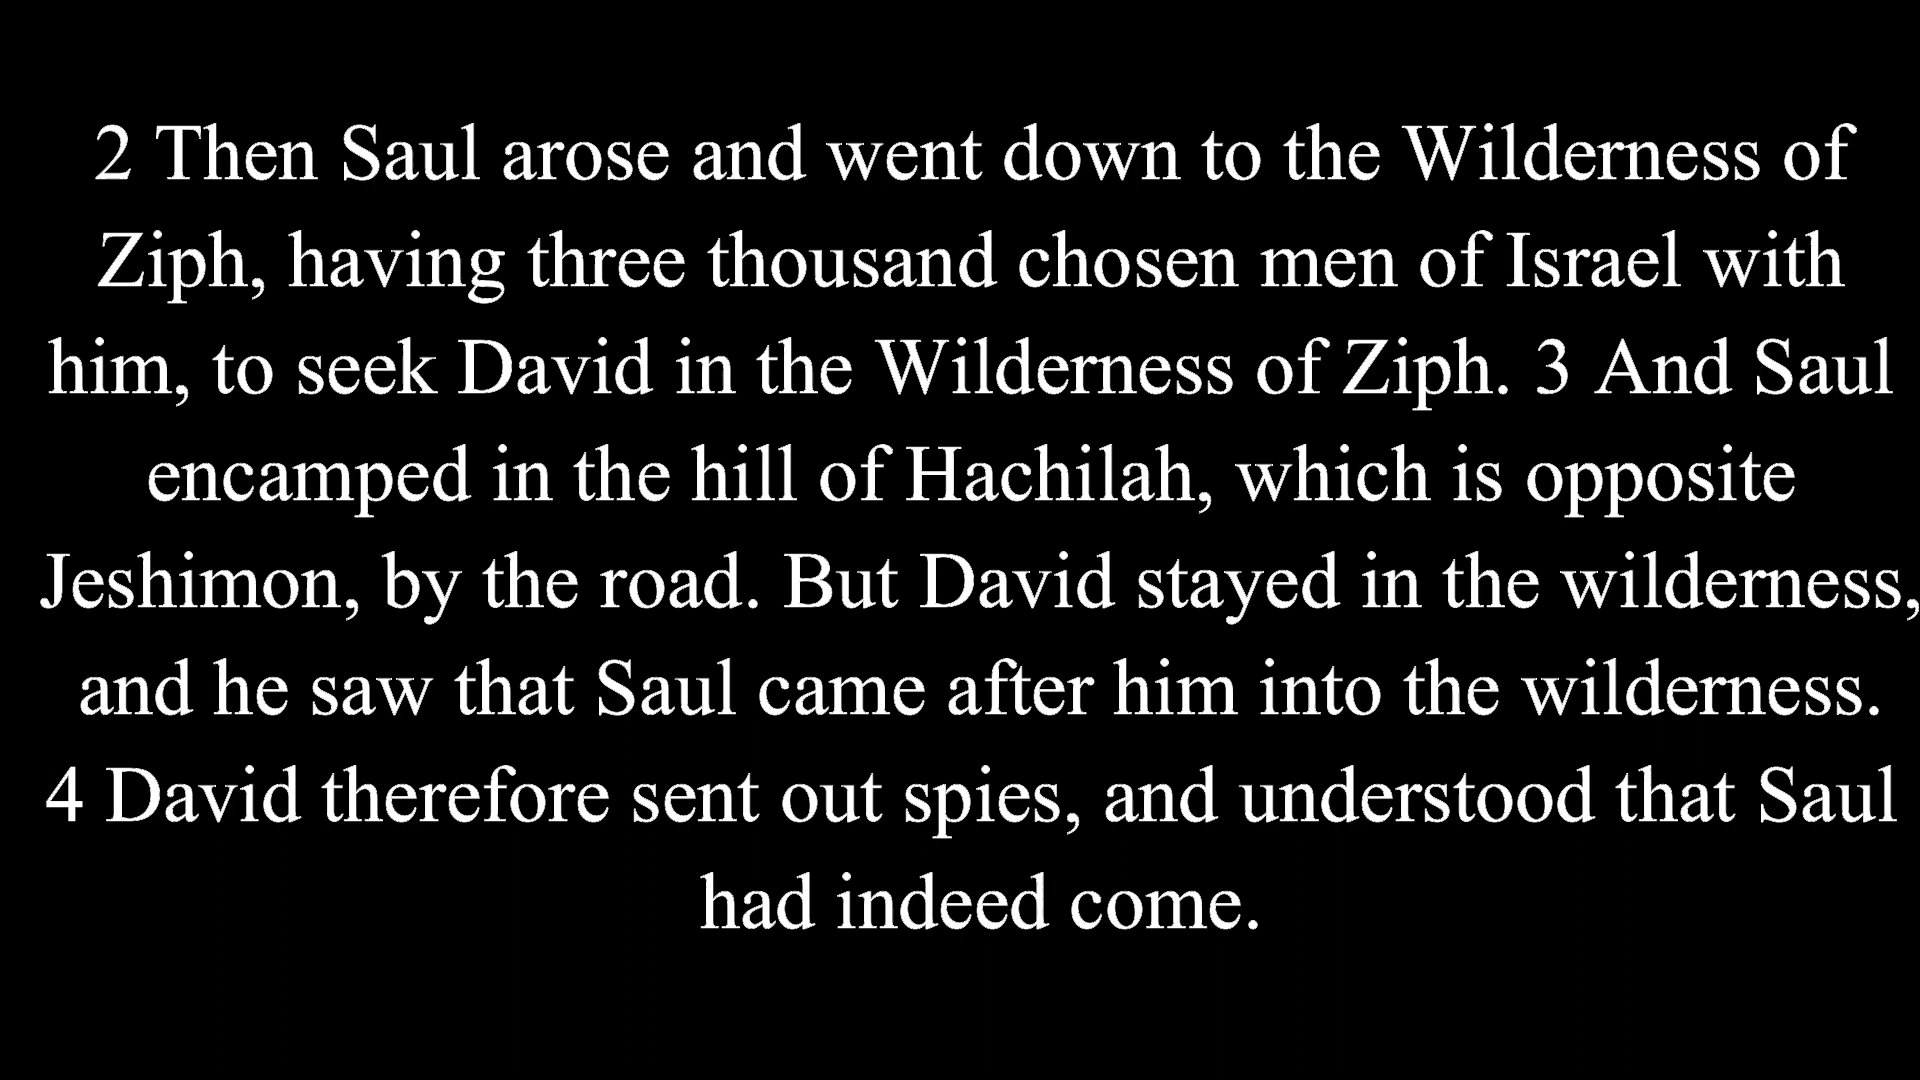 2 Then Saul arose and went down to the Wilderness of
Ziph, having three thousand chosen men of Israel with
him, to seek David in the Wilderness of Ziph. 3 And Saul
encamped in the hill of Hachilah, which is opposite
Jeshimon, by the road. But David stayed in the wilderness,
and he saw that Saul came after him into the wilderness.
4 David therefore sent out spies, and understood that Saul
had indeed come.